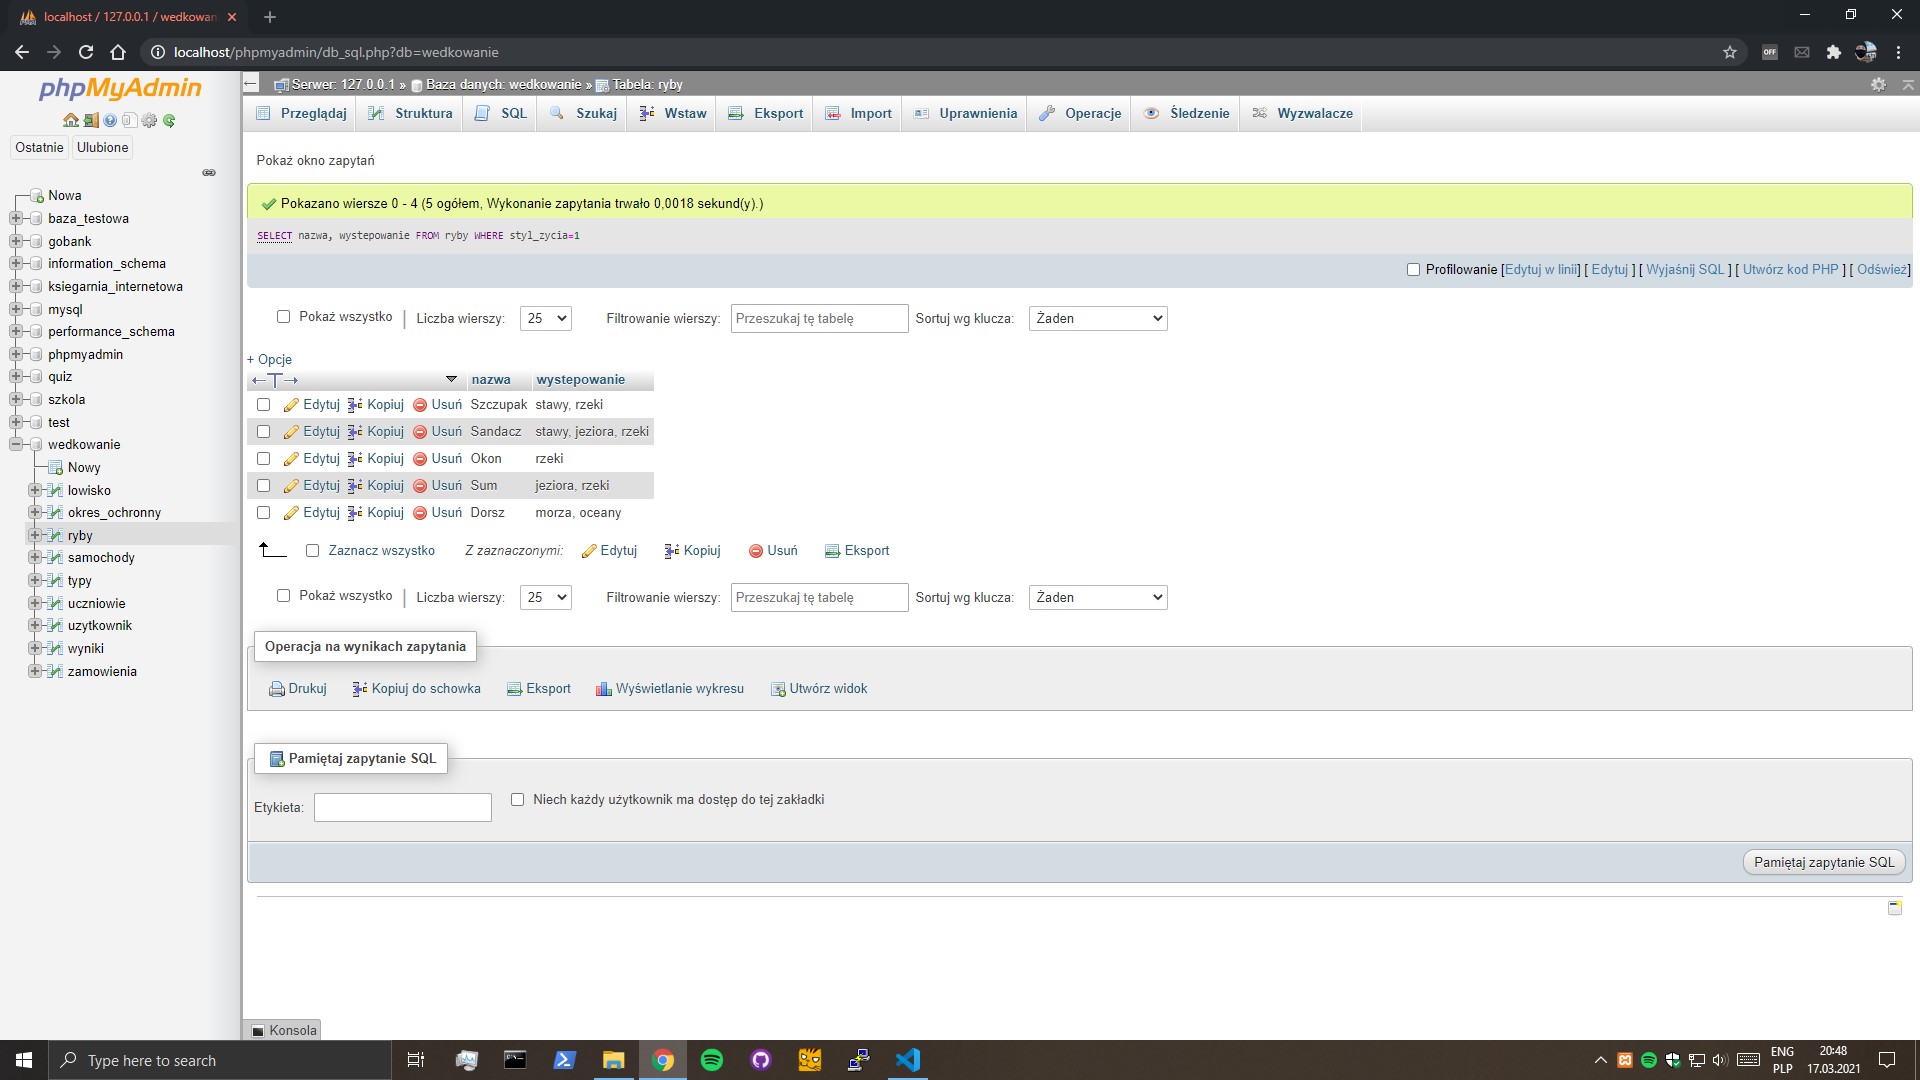 localhost / 127.0.0.1 / wedkowan
localhost/phpmyadmin/db_sql.php?db=wedkowanie
OFF
phpMyAdmin
Ostatnie Ulubione
Nowa
baza_testowa
gobank
information_schema
ksiegarnia_internetowa
mysql
performance_schema
phpmyadmin
quiz
szkola
test
wedkowanie
Nowy
lowisko
okres_ochronny
ryby
samochody
typy
uczniowie
uzytkownik
wyniki
zamowienia
Serwer: 127.0.0.1 » Baza danych: wedkowanie » Tabela: ryby
Przeglądaj Struktura SQL Szukaj Wstaw Eksport Import Uprawnienia Operacje Śledzenie Wyzwalacze
Pokaż okno zapytań
Pokazano wiersze 0 - 4 (5 ogółem, Wykonanie zapytania trwało 0,0018 sekund(y).)
SELECT nazwa, wystepowanie FROM ryby WHERE styl_zycia=1
Profilowanie [Edytuj w linii] [ Edytuj ] [ Wyjaśnij SQL ] [ Utwórz kod PHP ] [ Odśwież]
Pokaż wszystko | Liczba wierszy: 25 Filtrowanie wierszy: Przeszukaj tę tabelę Sortuj wg klucza: Żaden
+ Opcje
←T→ nazwa wystepowanie
Edytuj Kopiuj Usuń Szczupak stawy, rzeki
Edytuj Kopiuj Usuń Sandacz stawy, jeziora, rzeki
Edytuj Kopiuj Usuń Okon rzeki
Edytuj Kopiuj Usuń Sum jeziora, rzeki
Edytuj Kopiuj Usuń Dorsz morza, oceany
Zaznacz wszystko Z zaznaczonymi: Edytuj Kopiuj Usuń Eksport
Pokaż wszystko | Liczba wierszy: 25 Filtrowanie wierszy: Przeszukaj tę tabelę Sortuj wg klucza: Żaden
Operacja na wynikach zapytania
Drukuj Kopiuj do schowka Eksport Wyświetlanie wykresu Utwórz widok
Pamiętaj zapytanie SQL
Etykieta: Niech każdy użytkownik ma dostęp do tej zakładki
Pamiętaj zapytanie SQL
Konsola
Type here to search
ENG
PLP
20:48
17.03.2021